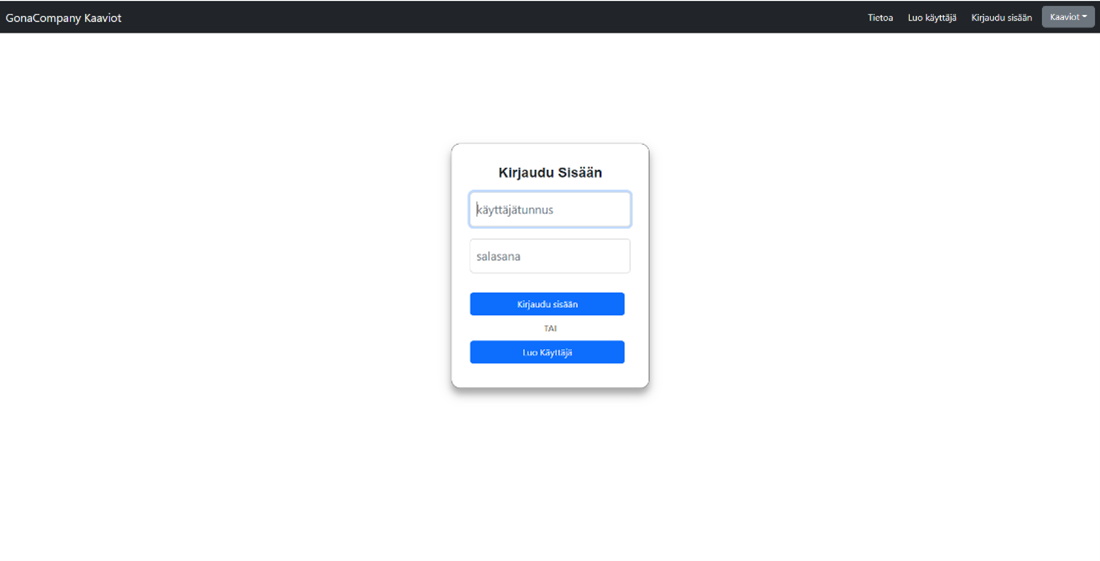 GonaCompany Kaaviot
Tietoa Luo käyttäjä Kirjaudu sisään Kaaviot
Kirjaudu Sisään
käyttäjätunnus
salasana
Kirjaudu sisään
TAI
Luo Käyttäjä